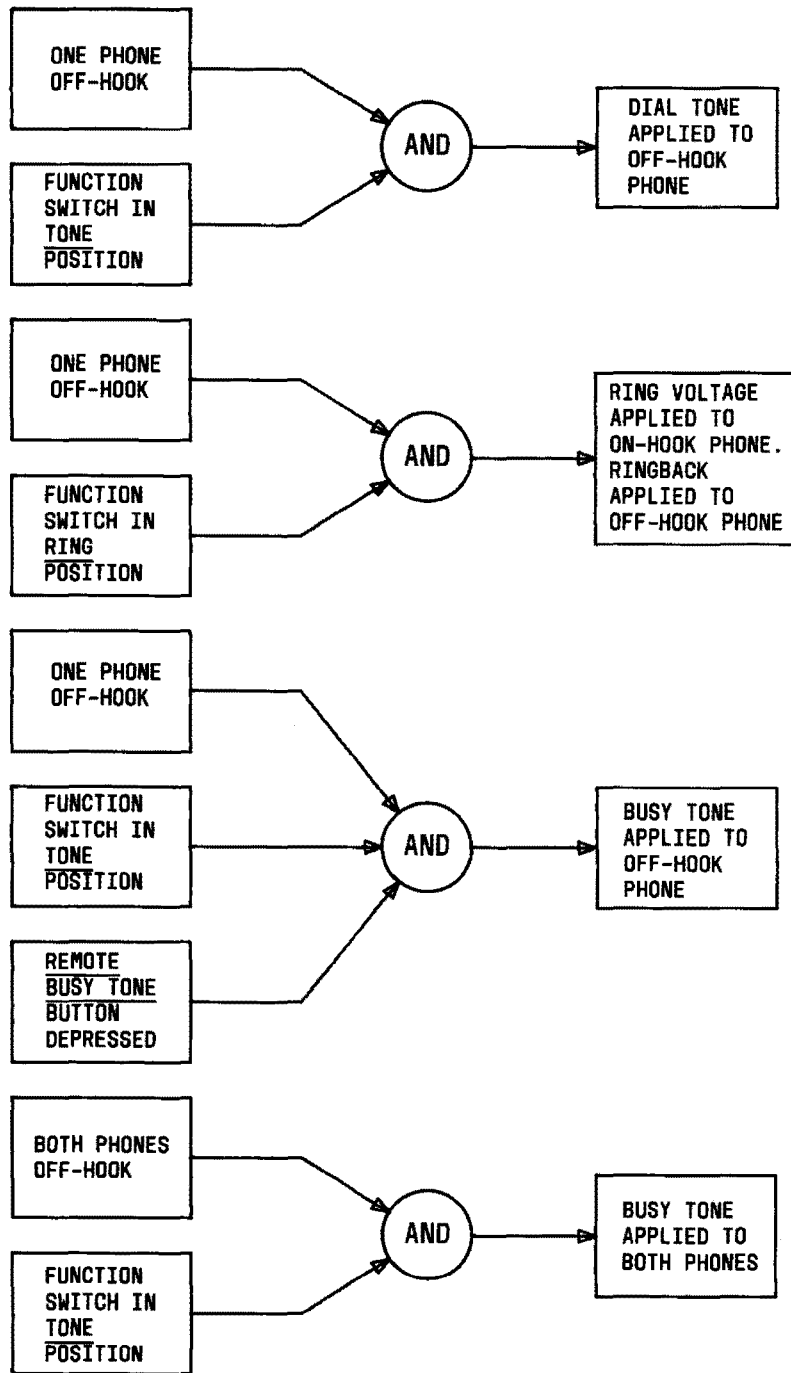 ONE PHONE
OFF-HOOK
FUNCTION
SWITCH IN
TONE
POSITION
AND
DIAL TONE
APPLIED TO
OFF-HOOK
PHONE
ONE PHONE
OFF-HOOK
FUNCTION
SWITCH IN
RING
POSITION
AND
RING VOLTAGE
APPLIED TO
ON-HOOK PHONE.
RINGBACK
APPLIED TO
OFF-HOOK PHONE
ONE PHONE
OFF-HOOK
FUNCTION
SWITCH IN
TONE
POSITION
REMOTE
BUSY TONE
BUTTON
DEPRESSED
AND
BUSY TONE
APPLIED TO
OFF-HOOK
PHONE
BOTH PHONES
OFF-HOOK
FUNCTION
SWITCH IN
TONE
POSITION
AND
BUSY TONE
APPLIED TO
BOTH PHONES